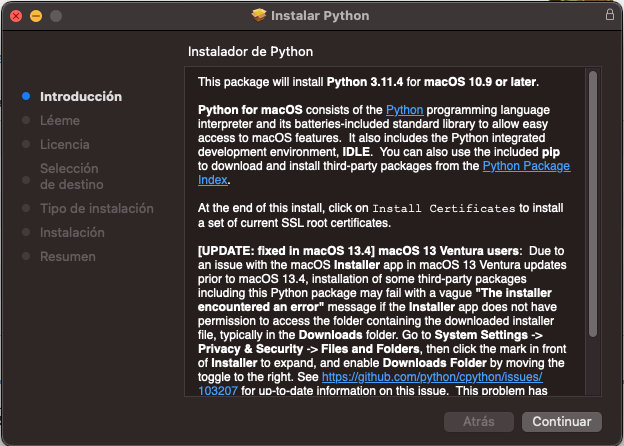 Instalar Python
Instalador de Python
Introducción
Léeme
Licencia
Selección
de destino
Tipo de instalación
Instalación
Resumen
This package will install Python 3.11.4 for macOS 10.9 or later.
Python for macOS consists of the Python programming language
interpreter and its batteries-included standard library to allow easy
access to macOS features.  It also includes the Python integrated
development environment, IDLE.  You can also use the included pip
to download and install third-party packages from the Python Package
Index.
At the end of this install, click on Install Certificates to install
a set of current SSL root certificates.
[UPDATE: fixed in macOS 13.4] macOS 13 Ventura users:  Due to
an issue with the macOS Installer app in macOS 13 Ventura updates
prior to macOS 13.4, installation of some third-party packages
including this Python package may fail with a vague "The installer
encountered an error" message if the Installer app does not have
permission to access the folder containing the downloaded installer
file, typically in the Downloads folder. Go to System Settings ->
Privacy & Security -> Files and Folders, then click the mark in front
of Installer to expand, and enable Downloads Folder by moving the
toggle to the right. See https://github.com/python/cpython/issues/
103207 for up-to-date information on this issue.  This problem has
Atrás
Continuar